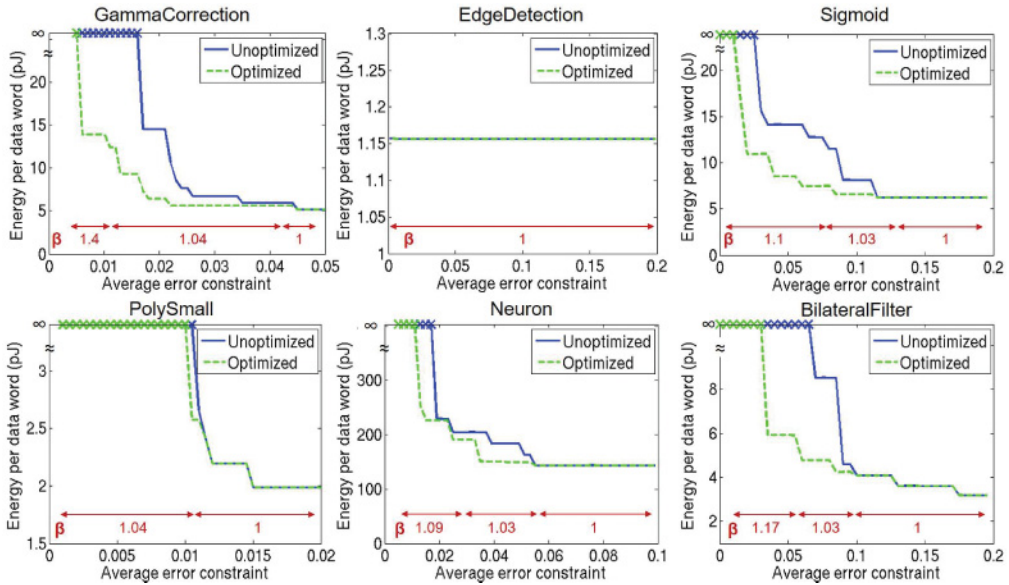 GammaCorrection
Energy per data word (pJ)
∞
≈
20
15
10
5
0
Unoptimized
Optimized
β
1.4
1.04
1
0.01
0.02
0.03
0.04
0.05
Average error constraint
EdgeDetection
Energy per data word (pJ)
1.3
1.25
1.2
1.15
1.1
1.05
1
Unoptimized
Optimized
β
1
0.05
0.1
0.15
0.2
Average error constraint
Sigmoid
Energy per data word (pJ)
∞
≈
20
15
10
5
0
Unoptimized
Optimized
β
1.1
1.03
1
0
0.05
0.1
0.15
0.2
Average error constraint
PolySmall
Energy per data word (pJ)
∞
≈
3
2.5
2
1.5
Unoptimized
Optimized
β
1.04
1
0
0.005
0.01
0.015
0.02
Average error constraint
Neuron
Energy per data word (pJ)
∞
≈
300
200
100
0
Unoptimized
Optimized
β
1.09
1.03
1
0
0.02
0.04
0.06
0.08
0.1
Average error constraint
BilateralFilter
Energy per data word (pJ)
∞
≈
8
6
4
2
Unoptimized
Optimized
β
1.17
1.03
1
0
0.05
0.1
0.15
0.2
Average error constraint